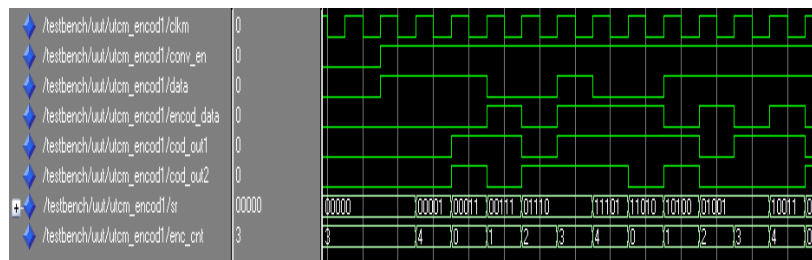 /testbench/uut/utcm_encod1/clkm 0
/testbench/uut/utcm_encod1/conv_en 0
/testbench/uut/utcm_encod1/data 0
/testbench/uut/utcm_encod1/encod_data 0
/testbench/uut/utcm_encod1/cod_out1 0
/testbench/uut/utcm_encod1/cod_out2 0
/testbench/uut/utcm_encod1/sr 00000 00000 00001 00011 00111 01110 11101 11010 10100 01001 10011 0
/testbench/uut/utcm_encod1/enc_cnt 3 3 4 0 1 2 3 4 0 1 2 3 4 0